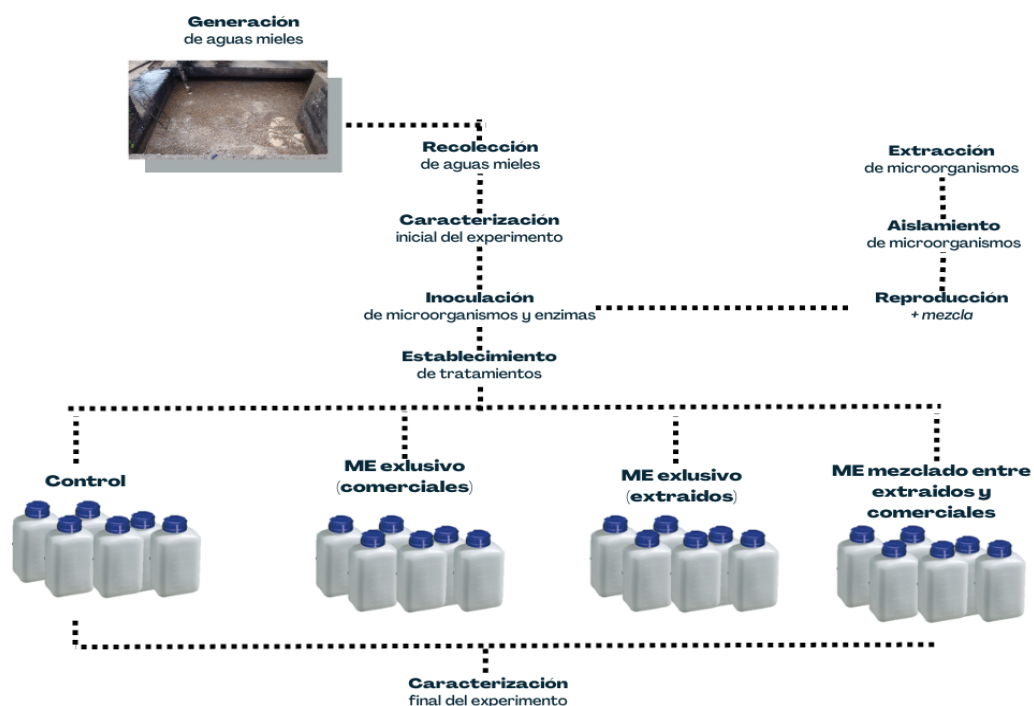 Generación
de aguas mieles
Recolección
de aguas mieles
Caracterización
inicial del experimento
Inoculación
de microorganismos y enzimas
Establecimiento
de tratamientos
Extracción
de microorganismos
Aislamiento
de microorganismos
Reproducción
+ mezcla
Control
ME exlusivo
(comerciales)
ME exlusivo
(extraidos)
ME mezclado entre
extraidos y
comerciales
Caracterización
final del experimento